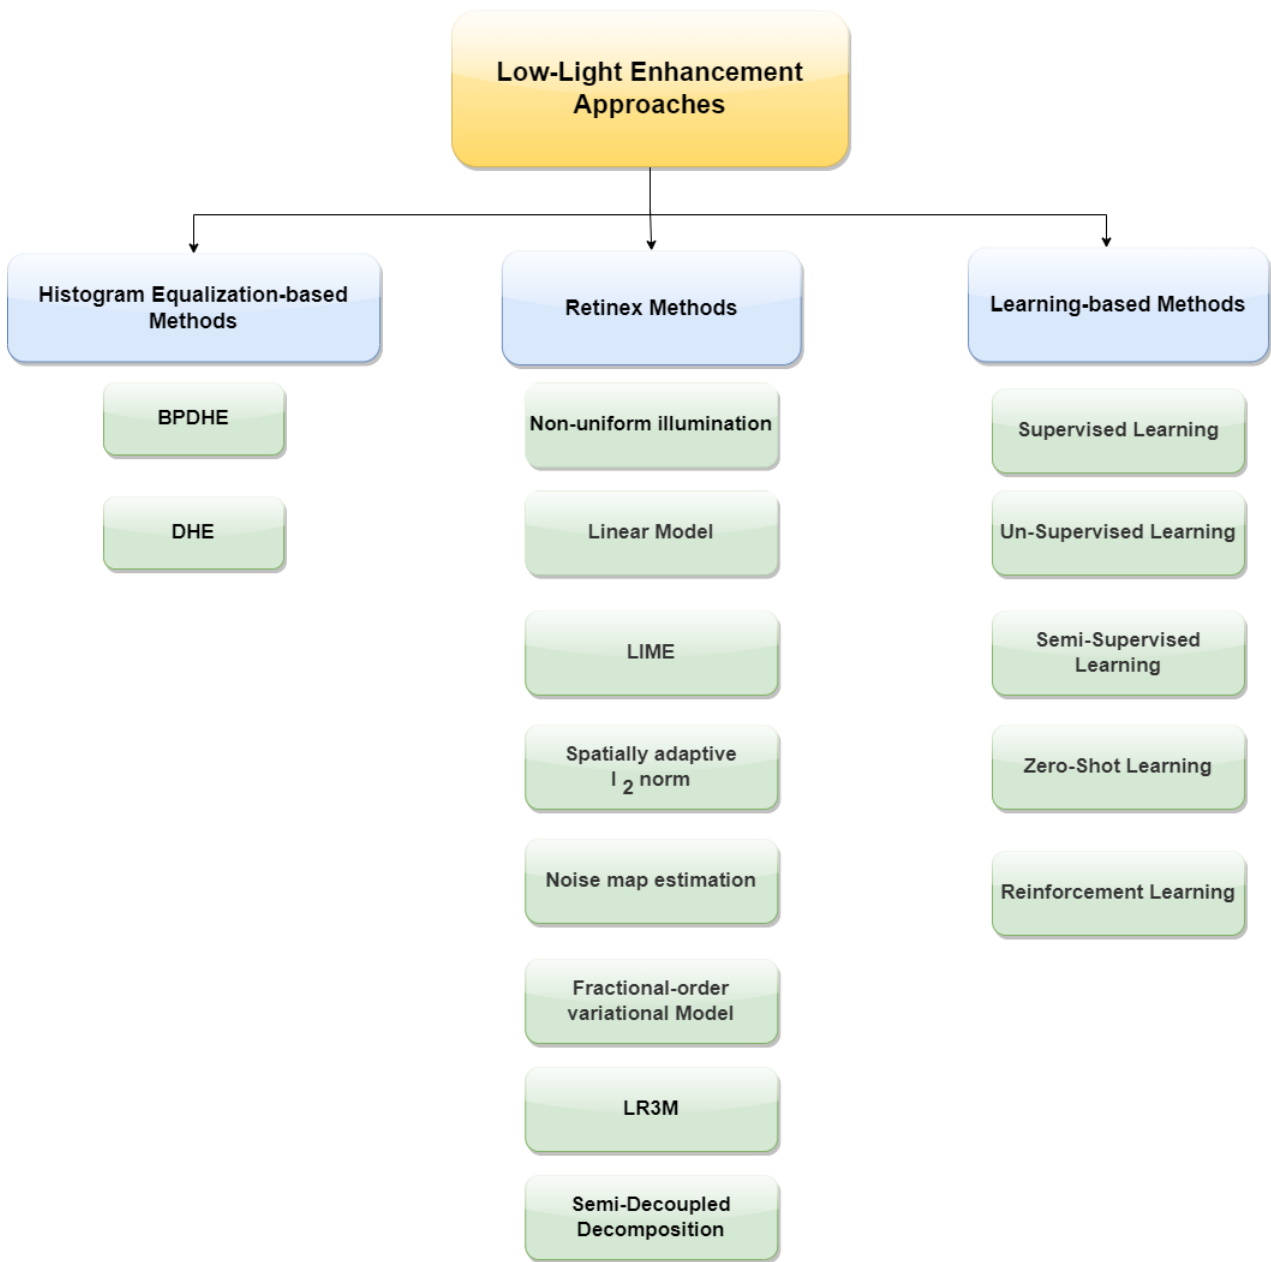 Low-Light Enhancement
Approaches
Histogram Equalization-based
Methods
BPDHE
DHE
Retinex Methods
Non-uniform illumination
Linear Model
LIME
Spatially adaptive
l 2 norm
Noise map estimation
Fractional-order
variational Model
LR3M
Semi-Decoupled
Decomposition
Learning-based Methods
Supervised Learning
Un-Supervised Learning
Semi-Supervised
Learning
Zero-Shot Learning
Reinforcement Learning